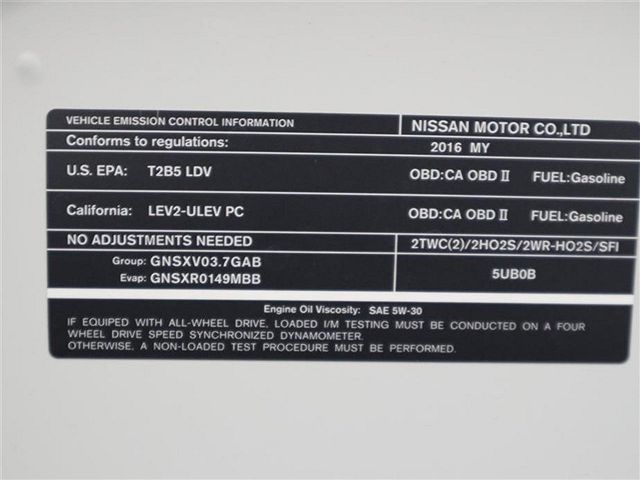 VEHICLE EMISSION CONTROL INFORMATION NISSAN MOTOR CO.,LTD
Conforms to regulations: 2016 MY
U.S. EPA: T2B5 LDV OBD:CA OBD II FUEL:Gasoline
California: LEV2-ULEV PC OBD:CA OBD II FUEL:Gasoline
NO ADJUSTMENTS NEEDED 2TWC(2)/2HO2S/2WR-HO2S/SFI
Group: GNSXV03.7GAB
Evap: GNSXR0149MBB 5UB0B
Engine Oil Viscosity: SAE 5W-30
IF EQUIPED WITH ALL-WHEEL DRIVE, LOADED I/M TESTING MUST BE CONDUCTED ON A FOUR
WHEEL DRIVE SPEED SYNCHRONIZED DYNAMOMETER.
OTHERWISE, A NON-LOADED TEST PROCEDURE MUST BE PERFORMED.